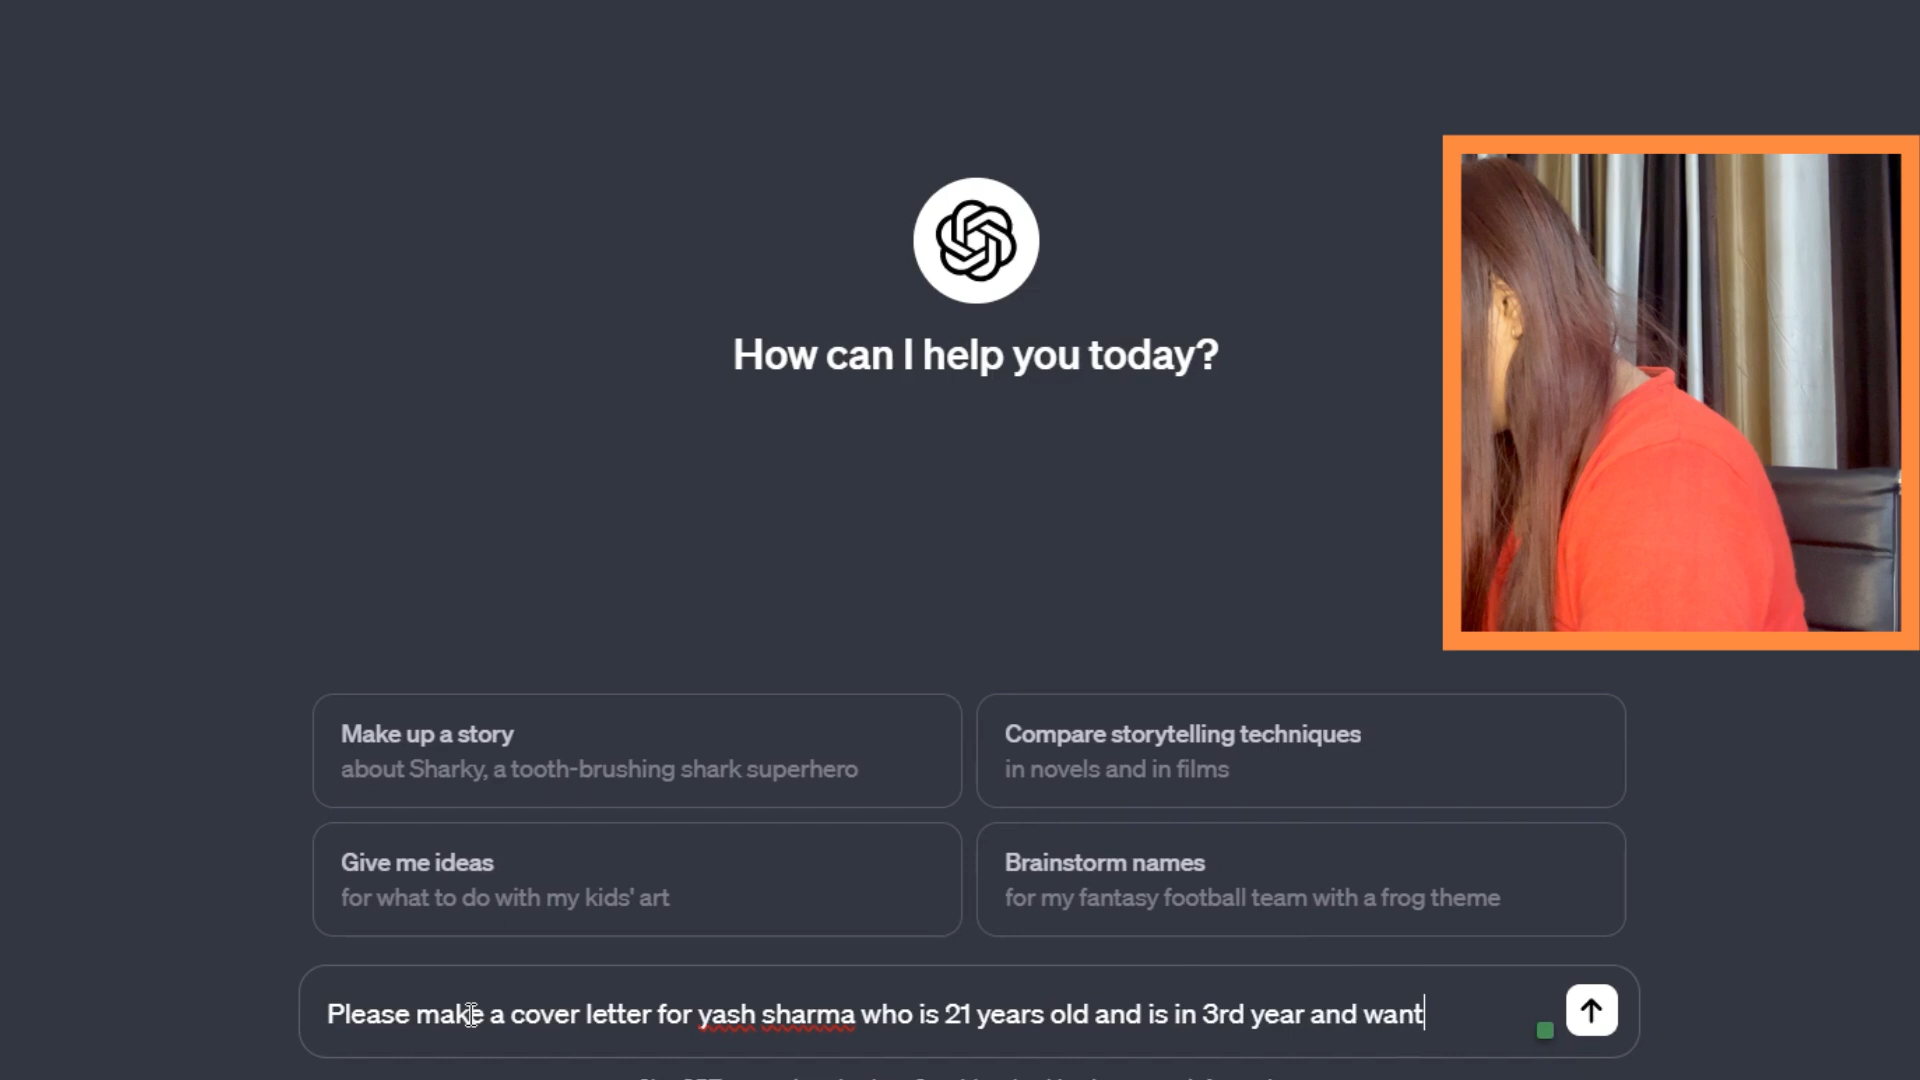 How can I help you today?
Make up a story
about Sharky, a tooth-brushing shark superhero
Compare storytelling techniques
in novels and in films
Give me ideas
for what to do with my kids' art
Brainstorm names
for my fantasy football team with a frog theme
Please make a cover letter for yash sharma who is 21 years old and is in 3rd year and want